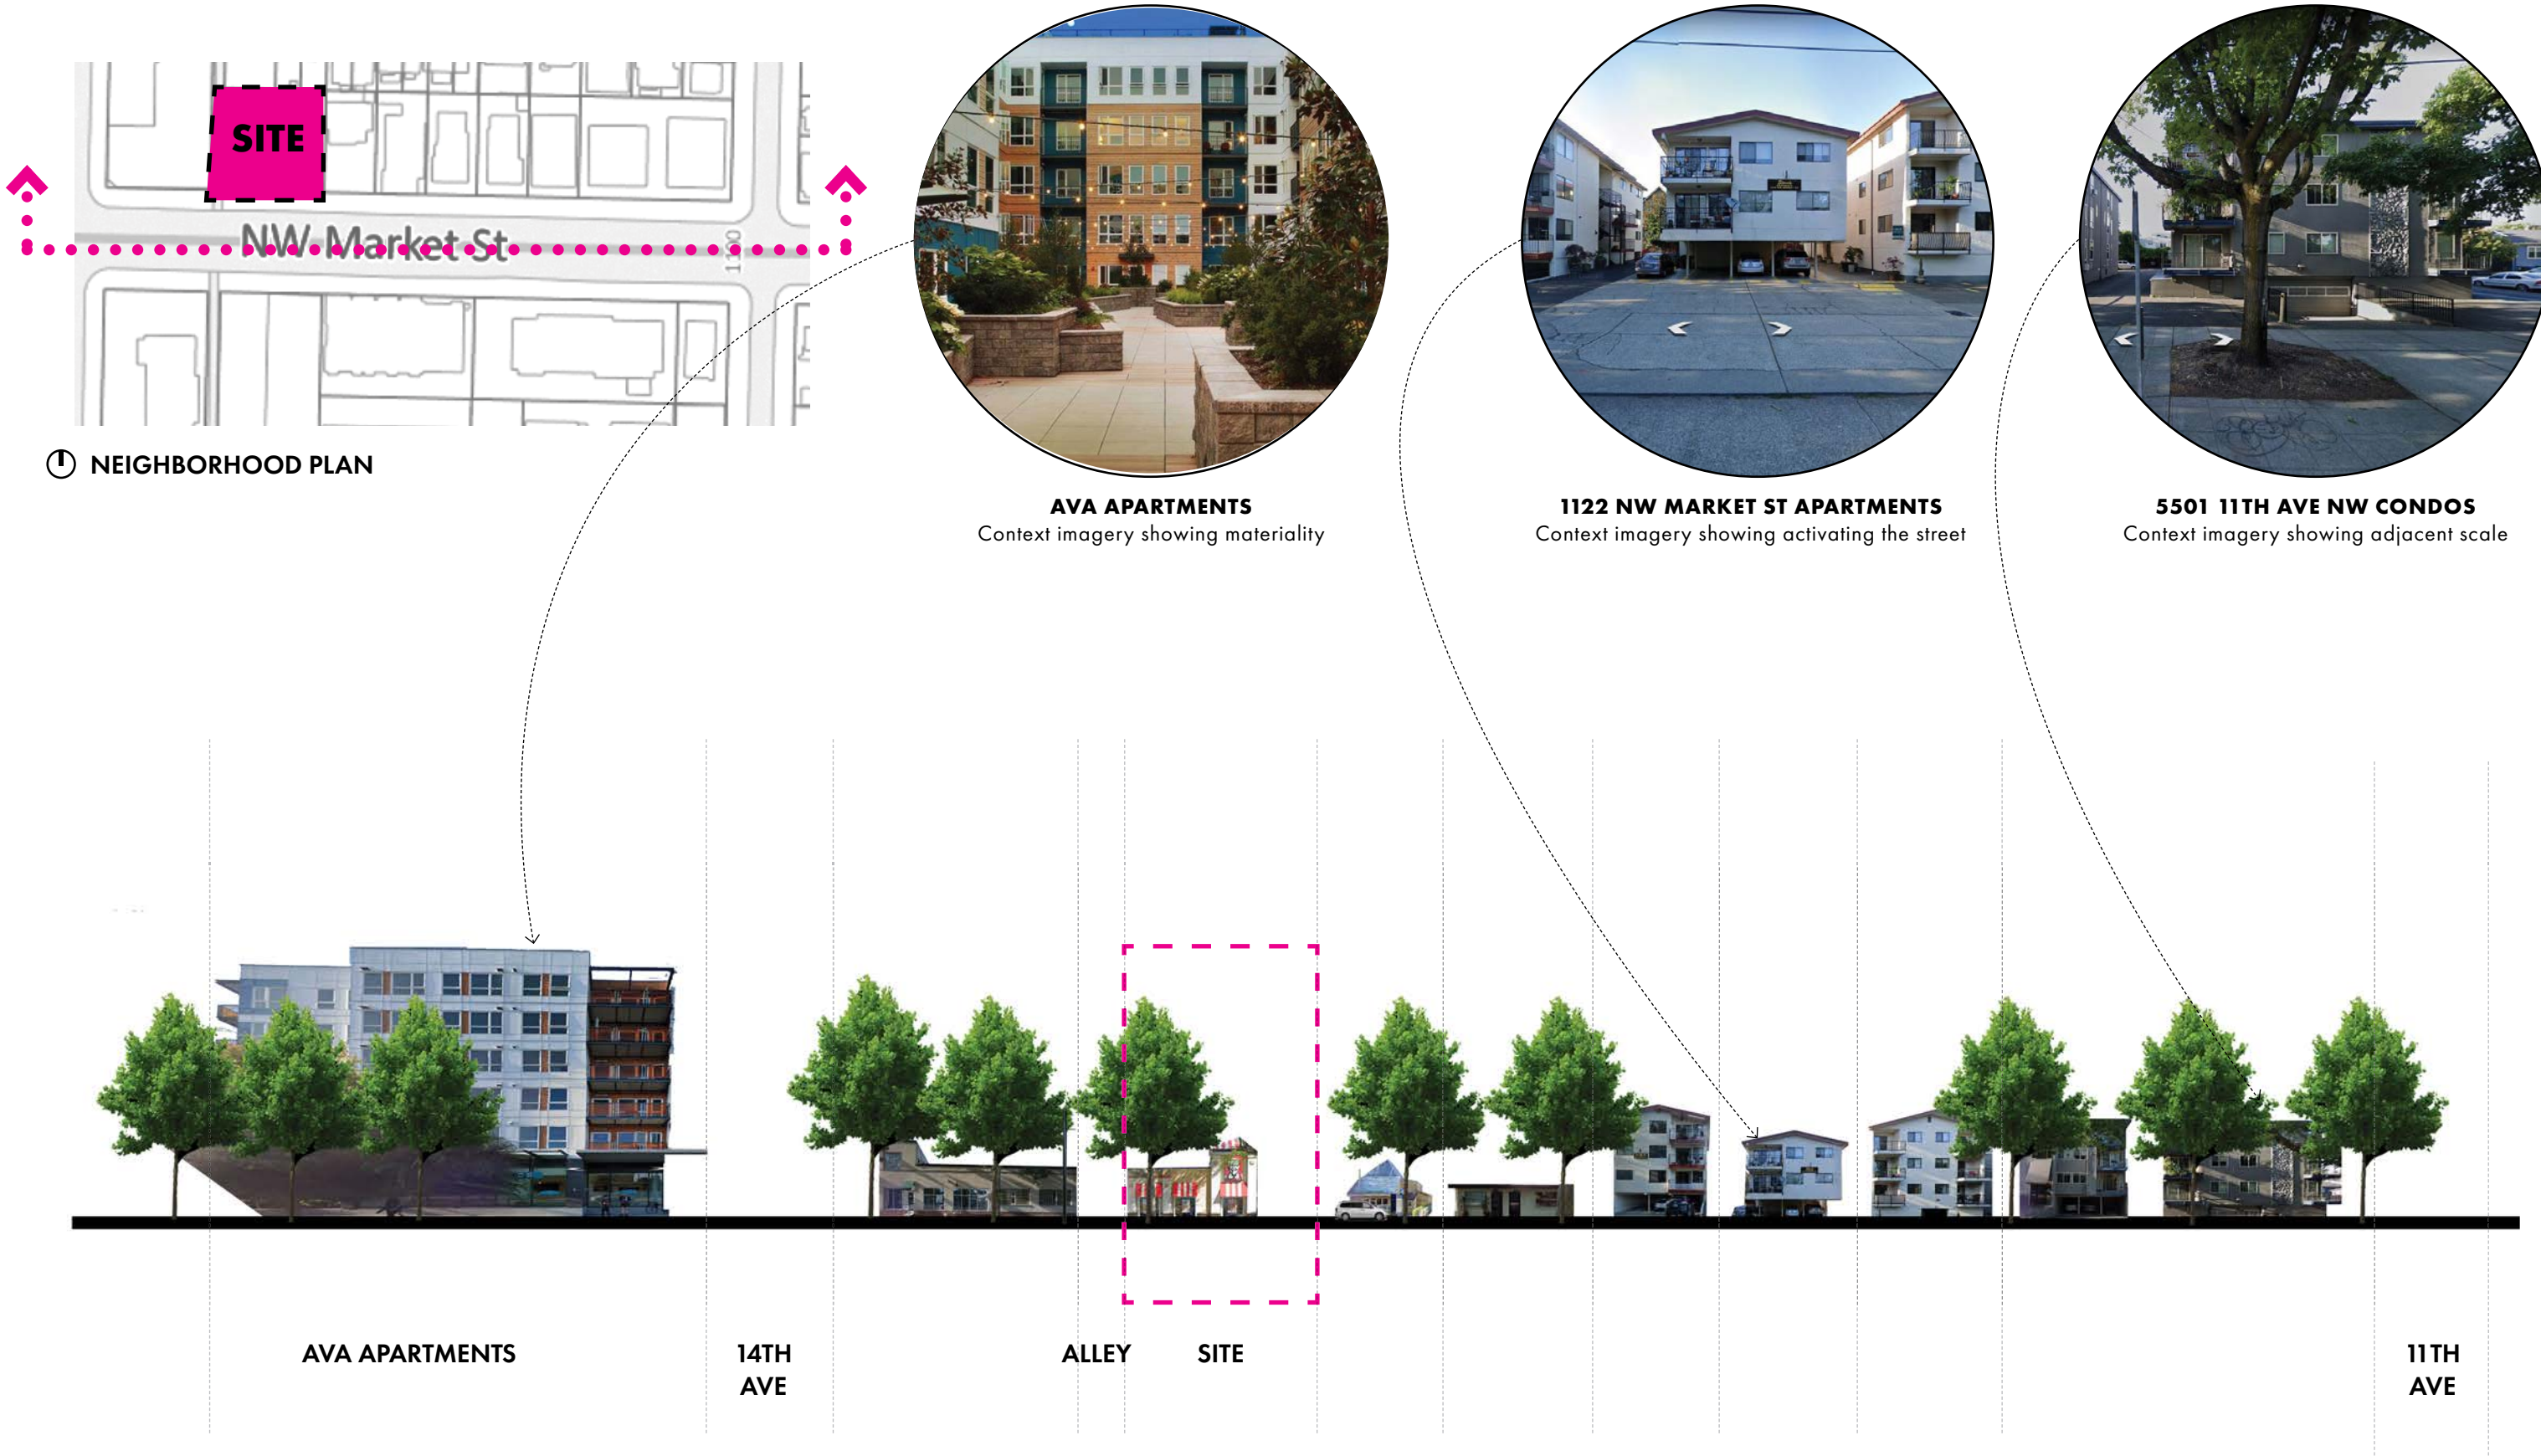 SITE
NW Market St
1100
NEIGHBORHOOD PLAN
AVA APARTMENTS
Context imagery showing materiality
1122 NW MARKET ST APARTMENTS
Context imagery showing activating the street
5501 11TH AVE NW CONDOS
Context imagery showing adjacent scale
AVA APARTMENTS
14TH
AVE
ALLEY
SITE
11TH
AVE